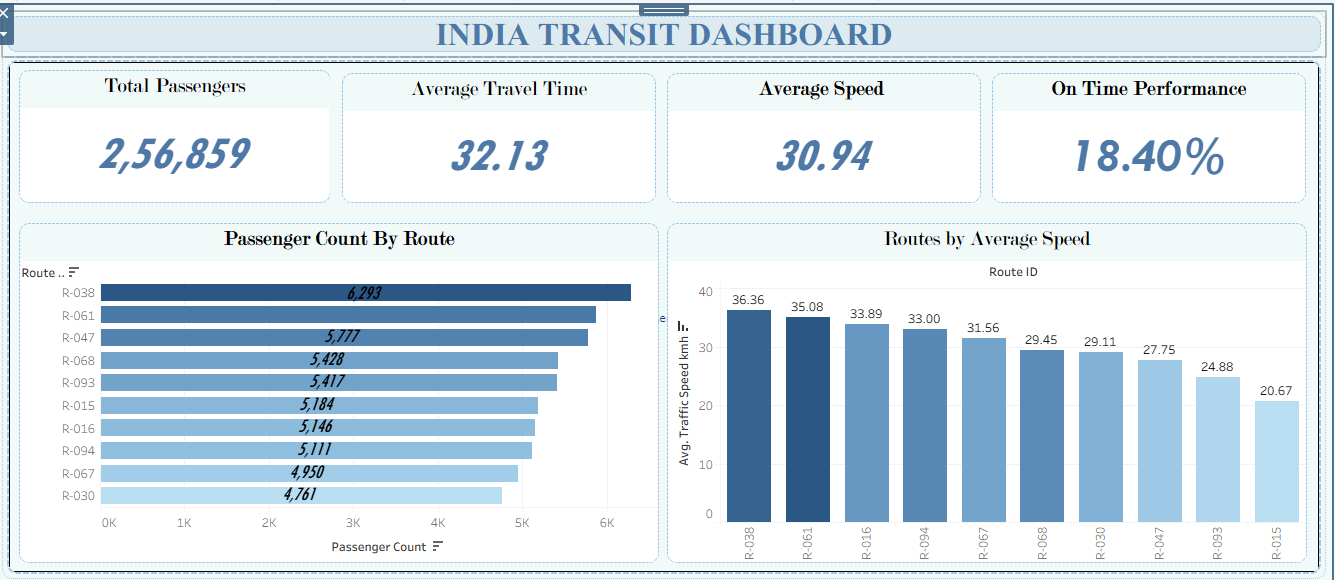 INDIA TRANSIT DASHBOARD
Total Passengers
2,56,859
Average Travel Time
32.13
Average Speed
30.94
On Time Performance
18.40%
Passenger Count By Route
Route ..
R-038 6,293
R-061
R-047 5,777
R-068 5,428
R-093 5,417
R-015 5,184
R-016 5,146
R-094 5,111
R-067 4,950
R-030 4,761
0K 1K 2K 3K 4K 5K 6K
Passenger Count
Routes by Average Speed
Route ID
Avg. Traffic Speed kmh
40
30
20
10
0
36.36 35.08 33.89 33.00 31.56 29.45 29.11 27.75 24.88 20.67
R-038 R-061 R-016 R-094 R-067 R-068 R-030 R-047 R-093 R-015